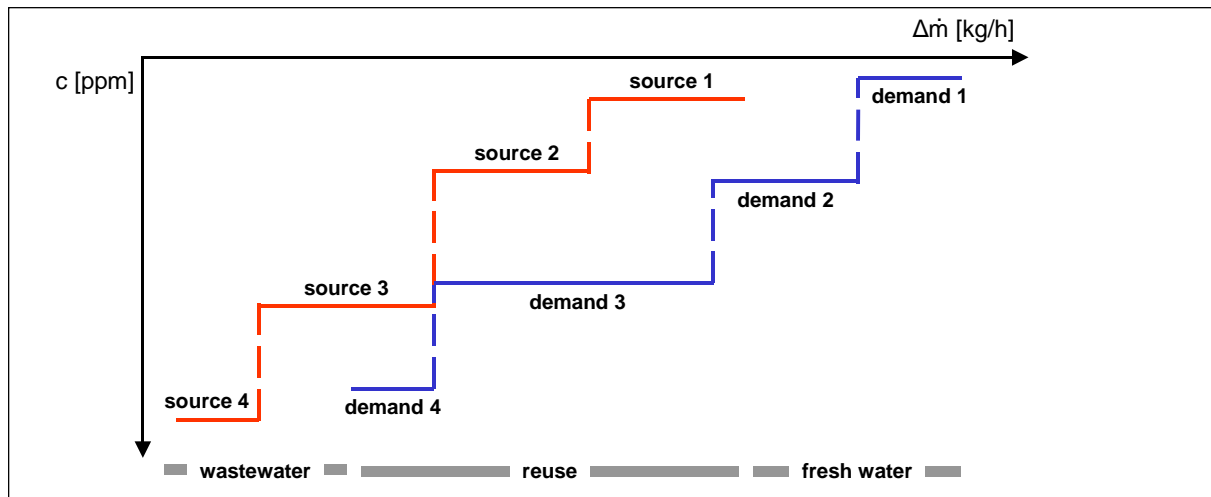 Δṁ [kg/h]
c [ppm]
source 1
demand 1
source 2
demand 2
source 3
demand 3
source 4
demand 4
wastewater
reuse
fresh water